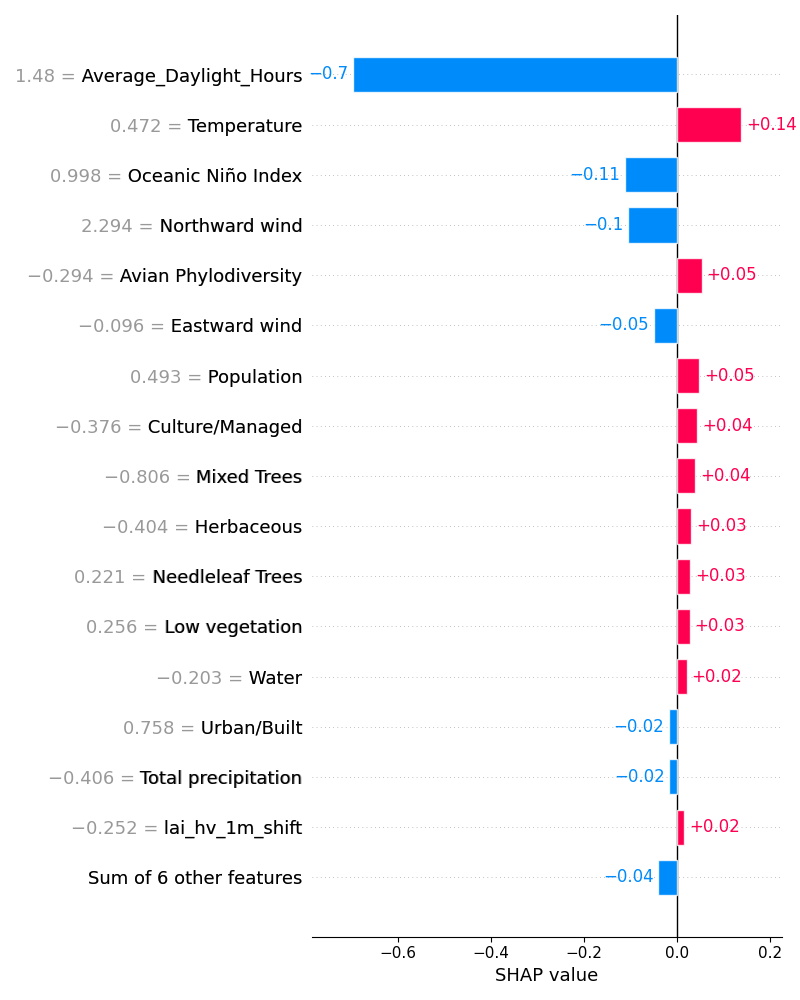 1.48 = Average_Daylight_Hours −0.7
0.472 = Temperature +0.14
0.998 = Oceanic Niño Index −0.11
2.294 = Northward wind −0.1
−0.294 = Avian Phylodiversity +0.05
−0.096 = Eastward wind −0.05
0.493 = Population +0.05
−0.376 = Culture/Managed +0.04
−0.806 = Mixed Trees +0.04
−0.404 = Herbaceous +0.03
0.221 = Needleleaf Trees +0.03
0.256 = Low vegetation +0.03
−0.203 = Water +0.02
0.758 = Urban/Built −0.02
−0.406 = Total precipitation −0.02
−0.252 = lai_hv_1m_shift +0.02
Sum of 6 other features −0.04
−0.6 −0.4 −0.2 0.0 0.2
SHAP value